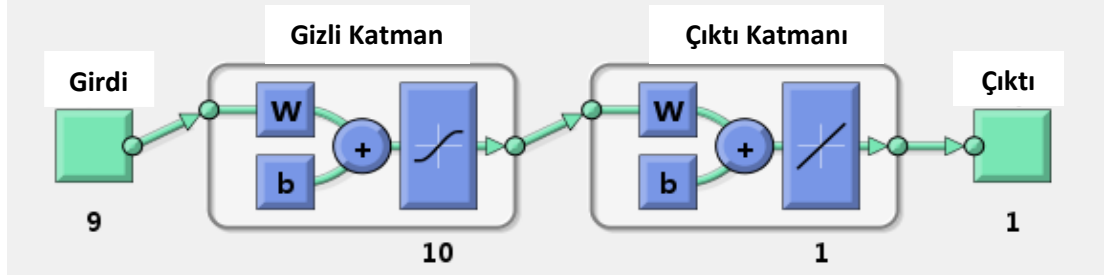 Gizli Katman
Çıktı Katmanı
Girdi
Çıktı
W
b
+
W
b
+
9
10
1
1